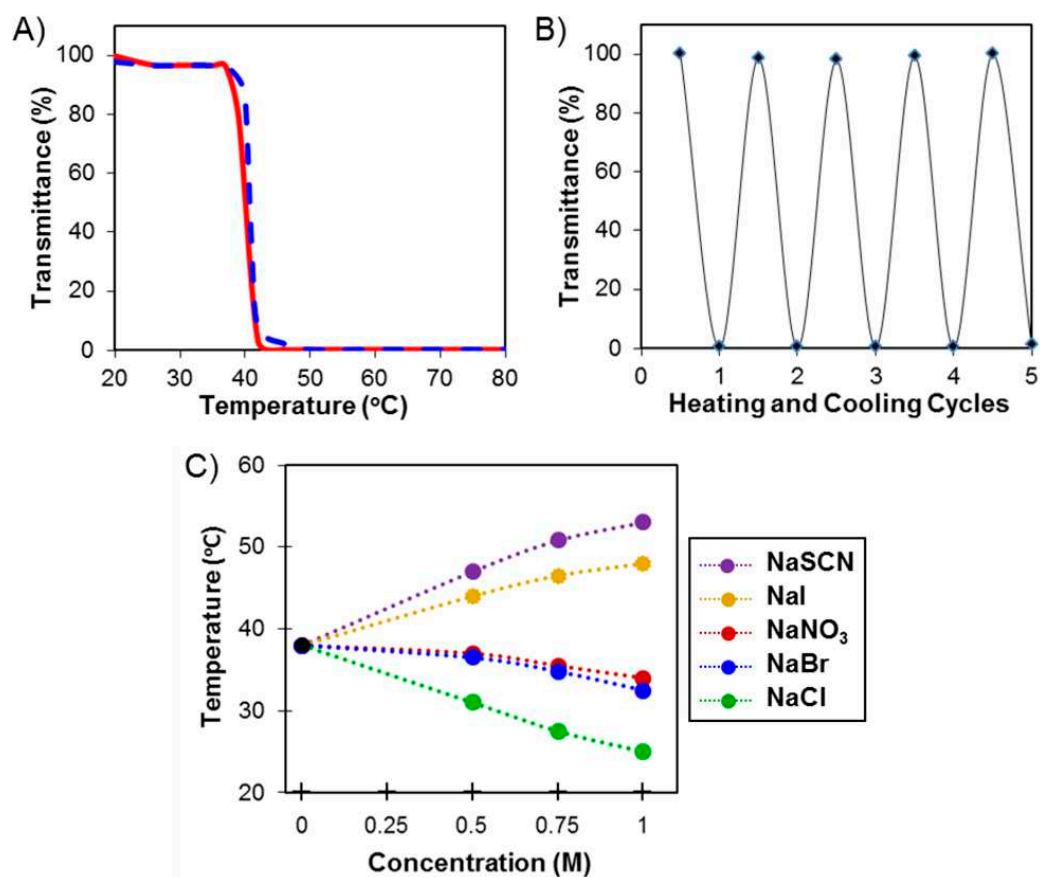 A)
100
80
60
40
20
0
Transmittance (%)
20 30 40 50 60 70 80
Temperature (°C)
B)
100
80
60
40
20
0
Transmittance (%)
0 1 2 3 4 5
Heating and Cooling Cycles
C)
60
50
40
30
20
Temperature (°C)
0 0.25 0.5 0.75 1
Concentration (M)
NaSCN
NaI
NaNO₃
NaBr
NaCl